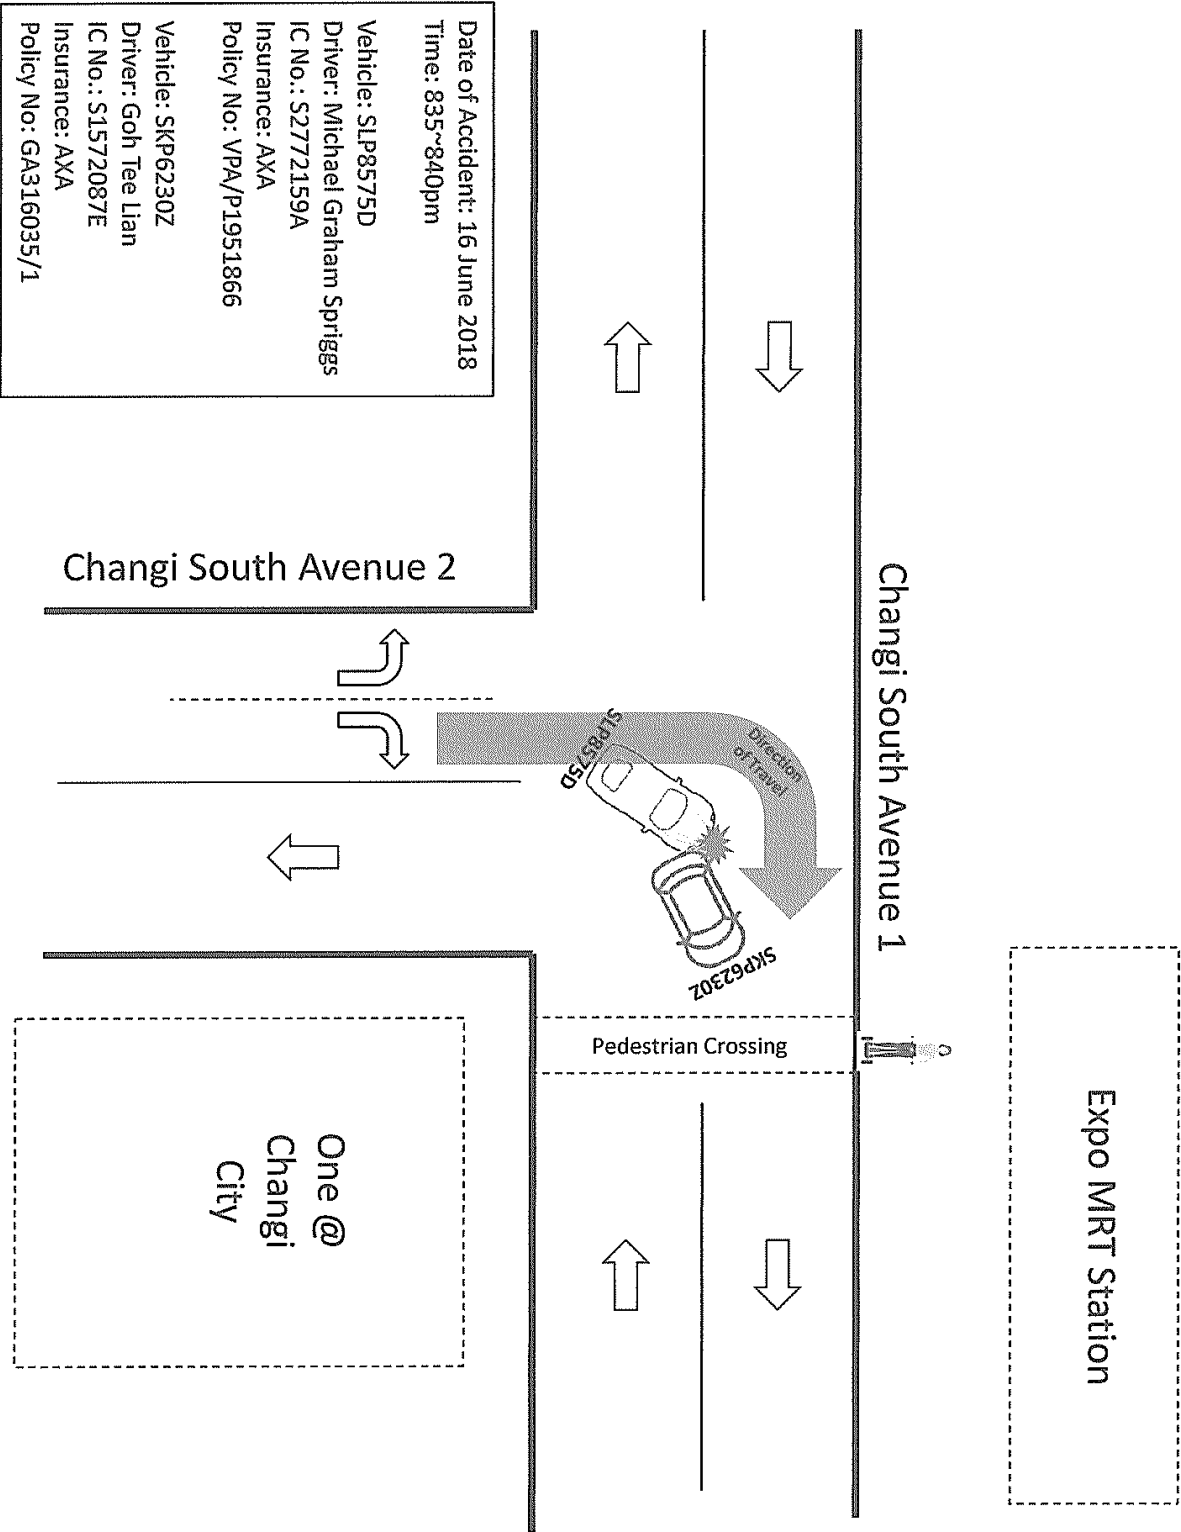 Date of Accident: 16 June 2018
Time: 835~840pm
Vehicle: SLP8575D
Driver: Michael Graham Spriggs
IC No.: S2772159A
Insurance: AXA
Policy No: VPA/P1951866
Vehicle: SKP6230Z
Driver: Goh Tee Lian
IC No.: S1572087E
Insurance: AXA
Policy No: GA316035/1
Changi South Avenue 2
Changi South Avenue 1
Direction
of Travel
SLP8575D
SKP6230Z
Pedestrian Crossing
Expo MRT Station
One @
Changi
City